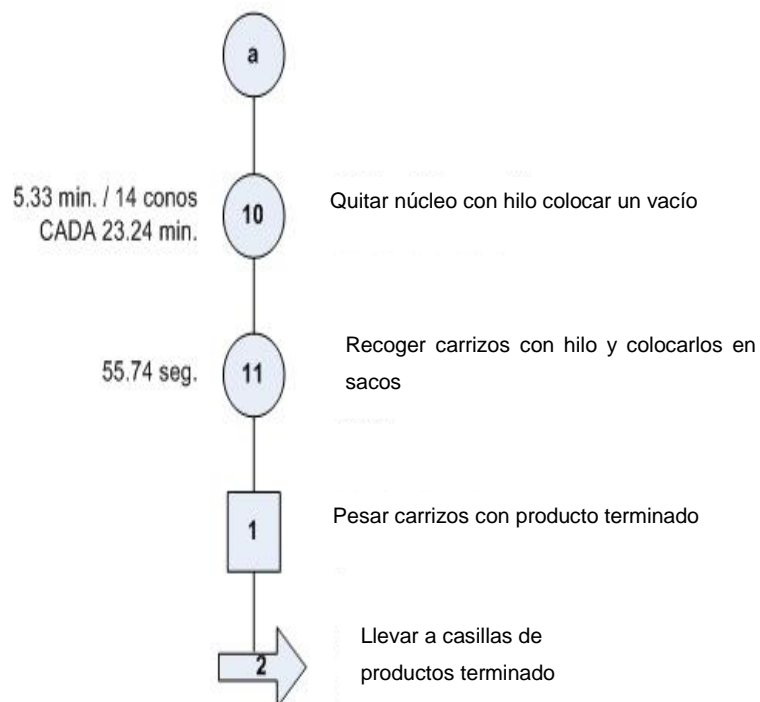 a
5.33 min. / 14 conos
CADA 23.24 min.
10
Quitar núcleo con hilo colocar un vacío
55.74 seg.
11
Recoger carrizos con hilo y colocarlos en
sacos
1
Pesar carrizos con producto terminado
2
Llevar a casillas de
productos terminado